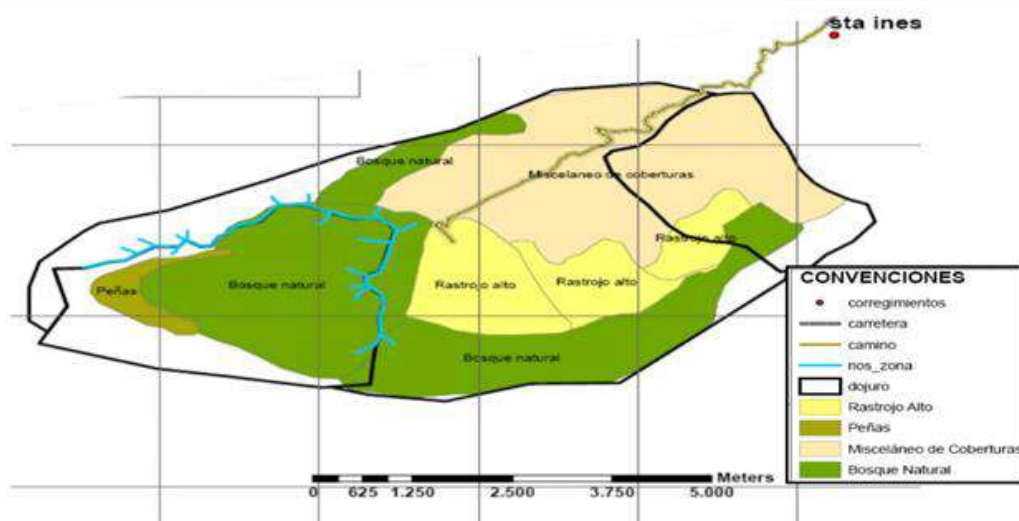 sta ines
Bosque natural
Miscelaneo de coberturas
Rastrojo alto
Peñas
Bosque natural
Rastrojo alto
Rastrojo alto
Bosque natural
CONVENCIONES
corregimientos
carretera
camino
rios_zona
dojuro
Rastrojo Alto
Peñas
Misceláneo de Coberturas
Bosque Natural
Meters
0 625 1.250 2.500 3.750 5.000